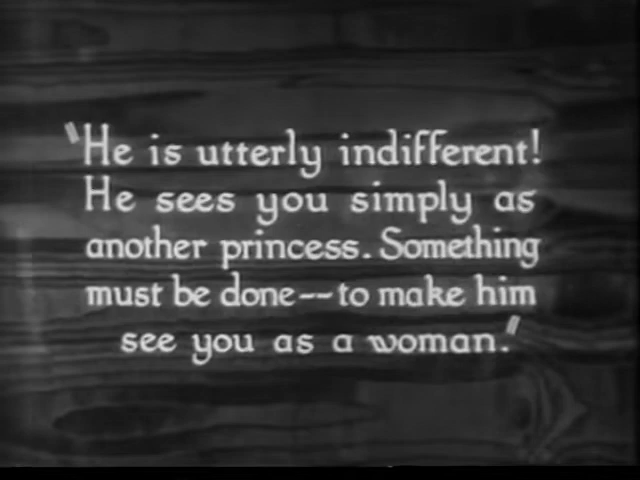 "He is utterly indifferent!
He sees you simply as
another princess. Something
must be done--to make him
see you as a woman."